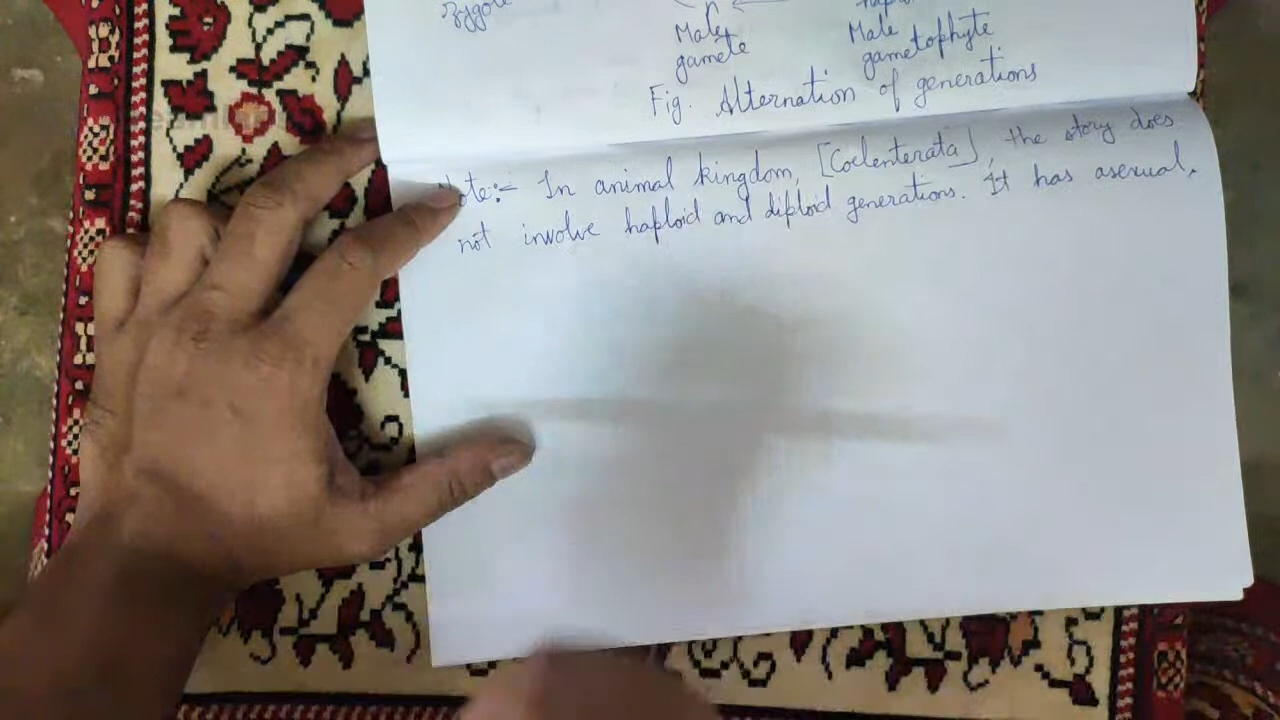 zygote
n
Male
gamete
Male
gametophyte
Fig. Alternation of generations
Note:- In animal kingdom, [Coelenterata], the story does
not involve haploid and diploid generations. It has asexual,